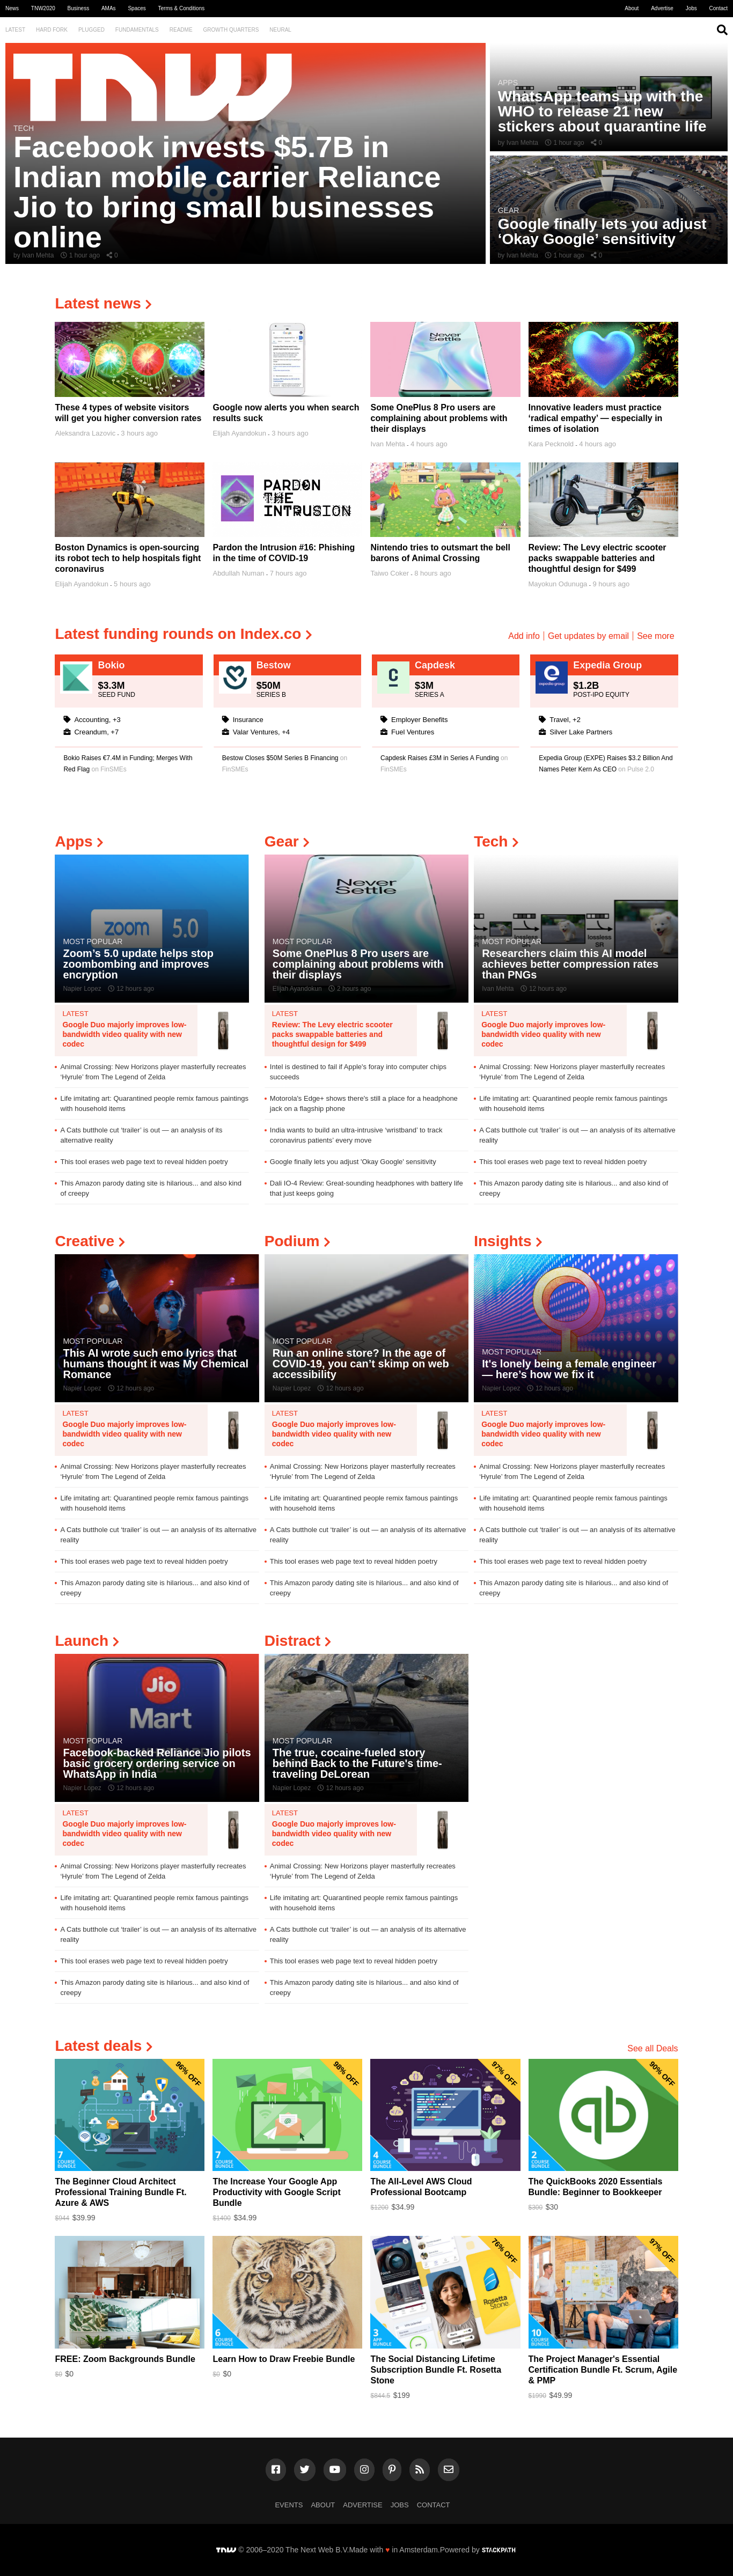 News TNW2020 Business AMAs Spaces Terms & Conditions About Advertise Jobs Contact
LATEST HARD FORK PLUGGED FUNDAMENTALS README GROWTH QUARTERS NEURAL
TNW
TECH
Facebook invests $5.7B in
Indian mobile carrier Reliance
Jio to bring small businesses
online
by Ivan Mehta 1 hour ago 0
APPS
WhatsApp teams up with the
WHO to release 21 new
stickers about quarantine life
by Ivan Mehta 1 hour ago 0
GEAR
Google finally lets you adjust
‘Okay Google’ sensitivity
by Ivan Mehta 1 hour ago 0
Latest news
Never
Settle
These 4 types of website visitors
will get you higher conversion rates
Aleksandra Lazovic . 3 hours ago
Google now alerts you when search
results suck
Elijah Ayandokun . 3 hours ago
Some OnePlus 8 Pro users are
complaining about problems with
their displays
Ivan Mehta . 4 hours ago
Innovative leaders must practice
‘radical empathy’ — especially in
times of isolation
Kara Pecknold . 4 hours ago
PARDON
THE
INTRUSION
Boston Dynamics is open-sourcing
its robot tech to help hospitals fight
coronavirus
Elijah Ayandokun . 5 hours ago
Pardon the Intrusion #16: Phishing
in the time of COVID-19
Abdullah Numan . 7 hours ago
Nintendo tries to outsmart the bell
barons of Animal Crossing
Taiwo Coker . 8 hours ago
Review: The Levy electric scooter
packs swappable batteries and
thoughtful design for $499
Mayokun Odunuga . 9 hours ago
Latest funding rounds on Index.co
Add info | Get updates by email | See more
Bokio
$3.3M
SEED FUND
Accounting, +3
Creandum, +7
Bokio Raises €7.4M in Funding; Merges With
Red Flag on FinSMEs
Bestow
$50M
SERIES B
Insurance
Valar Ventures, +4
Bestow Closes $50M Series B Financing on
FinSMEs
Capdesk
$3M
SERIES A
Employer Benefits
Fuel Ventures
Capdesk Raises £3M in Series A Funding on
FinSMEs
Expedia Group
expedia group
$1.2B
POST-IPO EQUITY
Travel, +2
Silver Lake Partners
Expedia Group (EXPE) Raises $3.2 Billion And
Names Peter Kern As CEO on Pulse 2.0
Apps
zoom 5.0
MOST POPULAR
Zoom’s 5.0 update helps stop
zoombombing and improves
encryption
Napier Lopez 12 hours ago
LATEST
Google Duo majorly improves low-
bandwidth video quality with new
codec
Animal Crossing: New Horizons player masterfully recreates
‘Hyrule’ from The Legend of Zelda
Life imitating art: Quarantined people remix famous paintings
with household items
A Cats butthole cut ‘trailer’ is out — an analysis of its
alternative reality
This tool erases web page text to reveal hidden poetry
This Amazon parody dating site is hilarious... and also kind
of creepy
Gear
Never
Settle
MOST POPULAR
Some OnePlus 8 Pro users are
complaining about problems with
their displays
Elijah Ayandokun 2 hours ago
LATEST
Review: The Levy electric scooter
packs swappable batteries and
thoughtful design for $499
Intel is destined to fail if Apple's foray into computer chips
succeeds
Motorola's Edge+ shows there's still a place for a headphone
jack on a flagship phone
India wants to build an ultra-intrusive ‘wristband’ to track
coronavirus patients’ every move
Google finally lets you adjust 'Okay Google' sensitivity
Dali IO-4 Review: Great-sounding headphones with battery life
that just keeps going
Tech
MOST POPULAR
Researchers claim this AI model
achieves better compression rates
than PNGs
Ivan Mehta 12 hours ago
LATEST
Google Duo majorly improves low-
bandwidth video quality with new
codec
Animal Crossing: New Horizons player masterfully recreates
‘Hyrule’ from The Legend of Zelda
Life imitating art: Quarantined people remix famous paintings
with household items
A Cats butthole cut ‘trailer’ is out — an analysis of its alternative
reality
This tool erases web page text to reveal hidden poetry
This Amazon parody dating site is hilarious... and also kind of
creepy
Creative
MOST POPULAR
This AI wrote such emo lyrics that
humans thought it was My Chemical
Romance
Napier Lopez 12 hours ago
LATEST
Google Duo majorly improves low-
bandwidth video quality with new
codec
Animal Crossing: New Horizons player masterfully recreates
‘Hyrule’ from The Legend of Zelda
Life imitating art: Quarantined people remix famous paintings
with household items
A Cats butthole cut ‘trailer’ is out — an analysis of its alternative
reality
This tool erases web page text to reveal hidden poetry
This Amazon parody dating site is hilarious... and also kind of
creepy
Podium
NatWest
MOST POPULAR
Run an online store? In the age of
COVID-19, you can’t skimp on web
accessibility
Napier Lopez 12 hours ago
LATEST
Google Duo majorly improves low-
bandwidth video quality with new
codec
Animal Crossing: New Horizons player masterfully recreates
‘Hyrule’ from The Legend of Zelda
Life imitating art: Quarantined people remix famous paintings
with household items
A Cats butthole cut ‘trailer’ is out — an analysis of its alternative
reality
This tool erases web page text to reveal hidden poetry
This Amazon parody dating site is hilarious... and also kind of
creepy
Insights
MOST POPULAR
It’s lonely being a female engineer
— here’s how we fix it
Napier Lopez 12 hours ago
LATEST
Google Duo majorly improves low-
bandwidth video quality with new
codec
Animal Crossing: New Horizons player masterfully recreates
‘Hyrule’ from The Legend of Zelda
Life imitating art: Quarantined people remix famous paintings
with household items
A Cats butthole cut ‘trailer’ is out — an analysis of its alternative
reality
This tool erases web page text to reveal hidden poetry
This Amazon parody dating site is hilarious... and also kind of
creepy
Launch
Jio
Mart
MOST POPULAR
Facebook-backed Reliance Jio pilots
basic grocery ordering service on
WhatsApp in India
Napier Lopez 12 hours ago
LATEST
Google Duo majorly improves low-
bandwidth video quality with new
codec
Animal Crossing: New Horizons player masterfully recreates
‘Hyrule’ from The Legend of Zelda
Life imitating art: Quarantined people remix famous paintings
with household items
A Cats butthole cut ‘trailer’ is out — an analysis of its alternative
reality
This tool erases web page text to reveal hidden poetry
This Amazon parody dating site is hilarious... and also kind of
creepy
Distract
MOST POPULAR
The true, cocaine-fueled story
behind Back to the Future’s time-
traveling DeLorean
Napier Lopez 12 hours ago
LATEST
Google Duo majorly improves low-
bandwidth video quality with new
codec
Animal Crossing: New Horizons player masterfully recreates
‘Hyrule’ from The Legend of Zelda
Life imitating art: Quarantined people remix famous paintings
with household items
A Cats butthole cut ‘trailer’ is out — an analysis of its alternative
reality
This tool erases web page text to reveal hidden poetry
This Amazon parody dating site is hilarious... and also kind of
creepy
Latest deals
See all Deals
96% OFF
7
COURSE
BUNDLE
The Beginner Cloud Architect
Professional Training Bundle Ft.
Azure & AWS
$944 $39.99
98% OFF
7
COURSE
BUNDLE
The Increase Your Google App
Productivity with Google Script
Bundle
$1400 $34.99
97% OFF
4
COURSE
BUNDLE
The All-Level AWS Cloud
Professional Bootcamp
$1200 $34.99
90% OFF
qb
2
COURSE
BUNDLE
The QuickBooks 2020 Essentials
Bundle: Beginner to Bookkeeper
$300 $30
FREE: Zoom Backgrounds Bundle
$0 $0
6
COURSE
BUNDLE
Learn How to Draw Freebie Bundle
$0 $0
76% OFF
Rosetta
Stone
3
APP
BUNDLE
The Social Distancing Lifetime
Subscription Bundle Ft. Rosetta
Stone
$844.5 $199
97% OFF
10
COURSE
BUNDLE
The Project Manager's Essential
Certification Bundle Ft. Scrum, Agile
& PMP
$1990 $49.99
EVENTS ABOUT ADVERTISE JOBS CONTACT
TNW © 2006–2020 The Next Web B.V.Made with ♥ in Amsterdam.Powered by STACKPATH